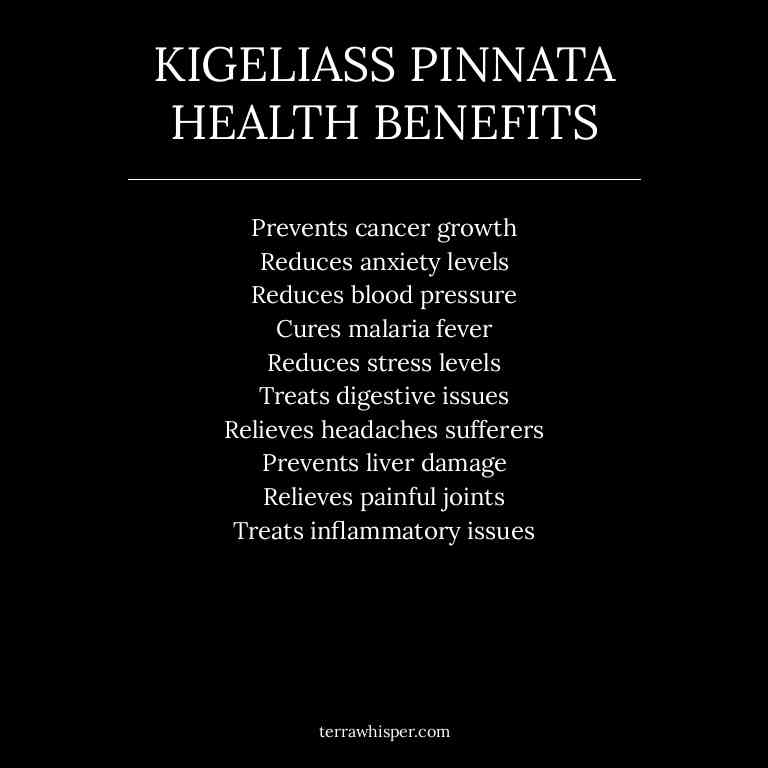 KIGELIASS PINNATA
HEALTH BENEFITS
Prevents cancer growth
Reduces anxiety levels
Reduces blood pressure
Cures malaria fever
Reduces stress levels
Treats digestive issues
Relieves headaches sufferers
Prevents liver damage
Relieves painful joints
Treats inflammatory issues
terrawhisper.com